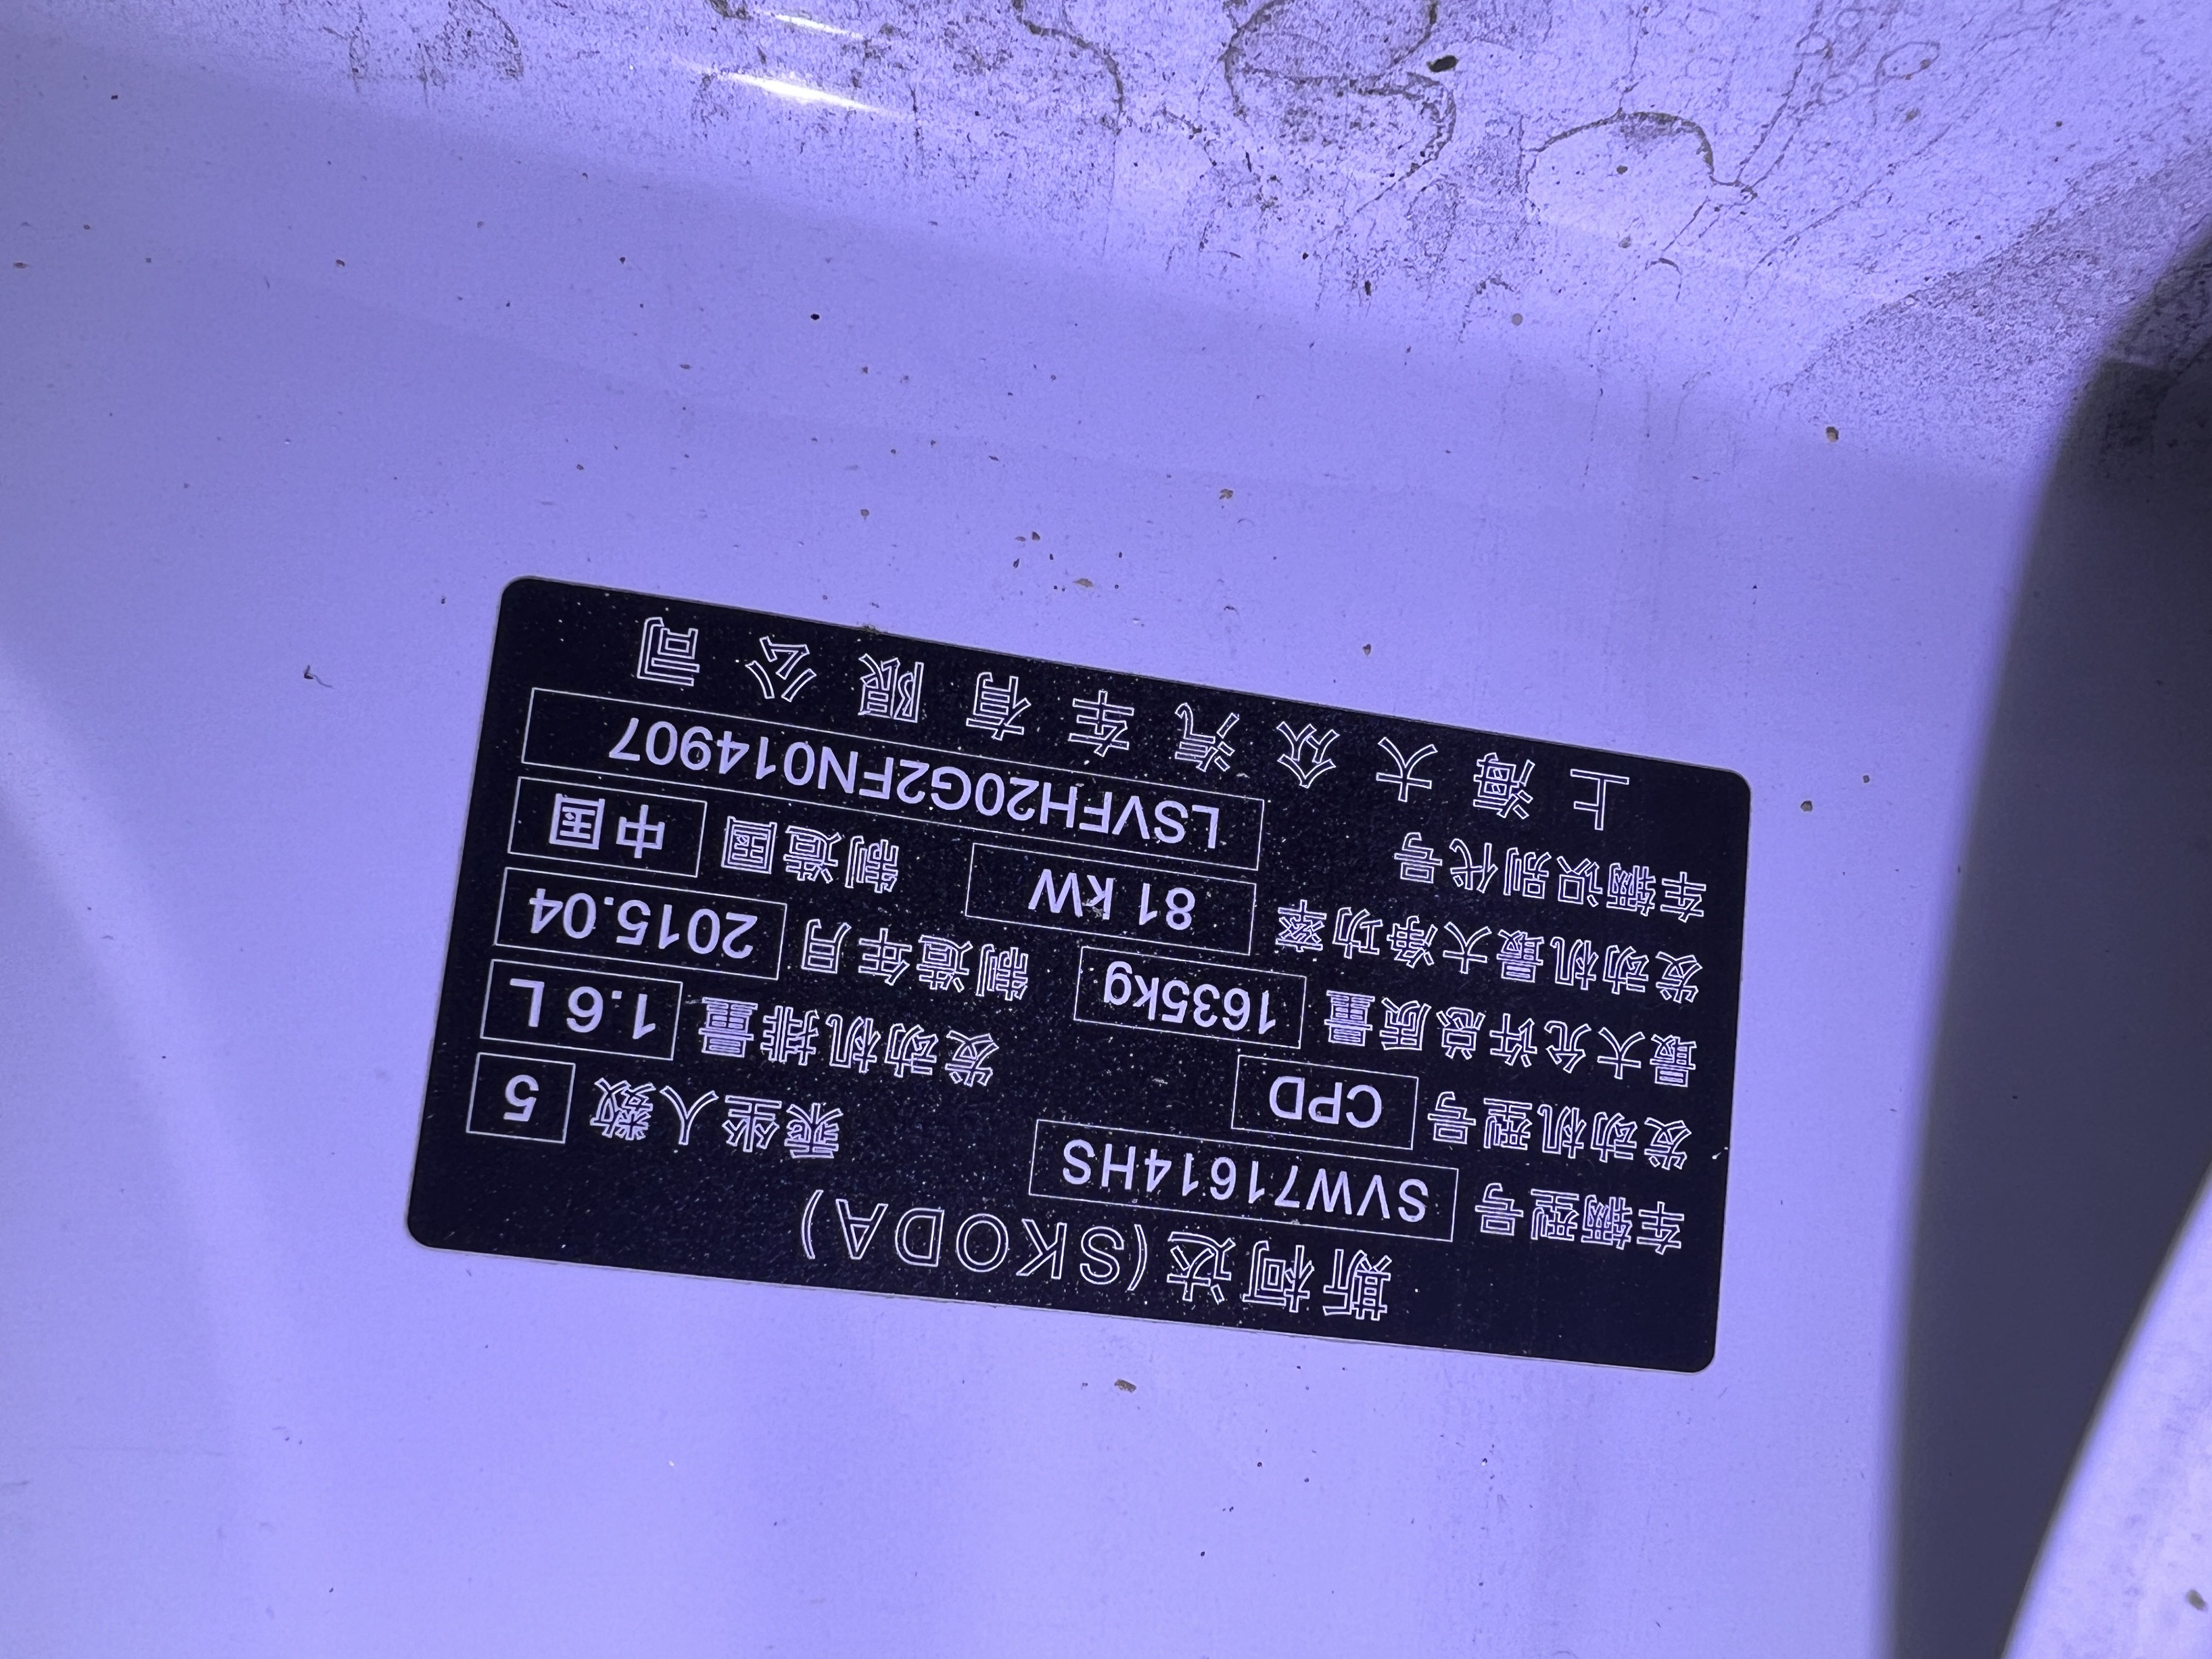 斯柯达(SKODA)
车辆型号 SVW71614HS 乘坐人数 5
发动机型号 CPD 发动机排量 1.6 L
最大允许总质量 1635kg 制造年月 2015.04
发动机最大净功率 81 kW 制造国 中国
车辆识别代号 LSVFH20G2FN014907
上海大众汽车有限公司